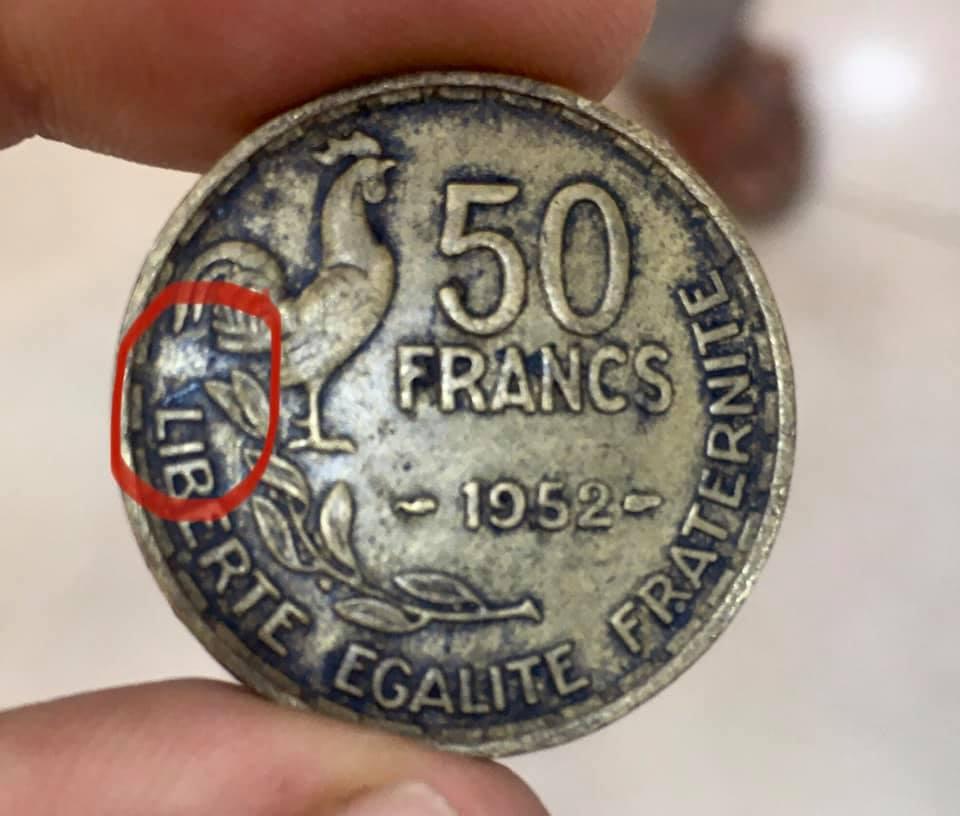 50
FRANCS
- 1952 -
LIBERTE EGALITE FRATERNITE